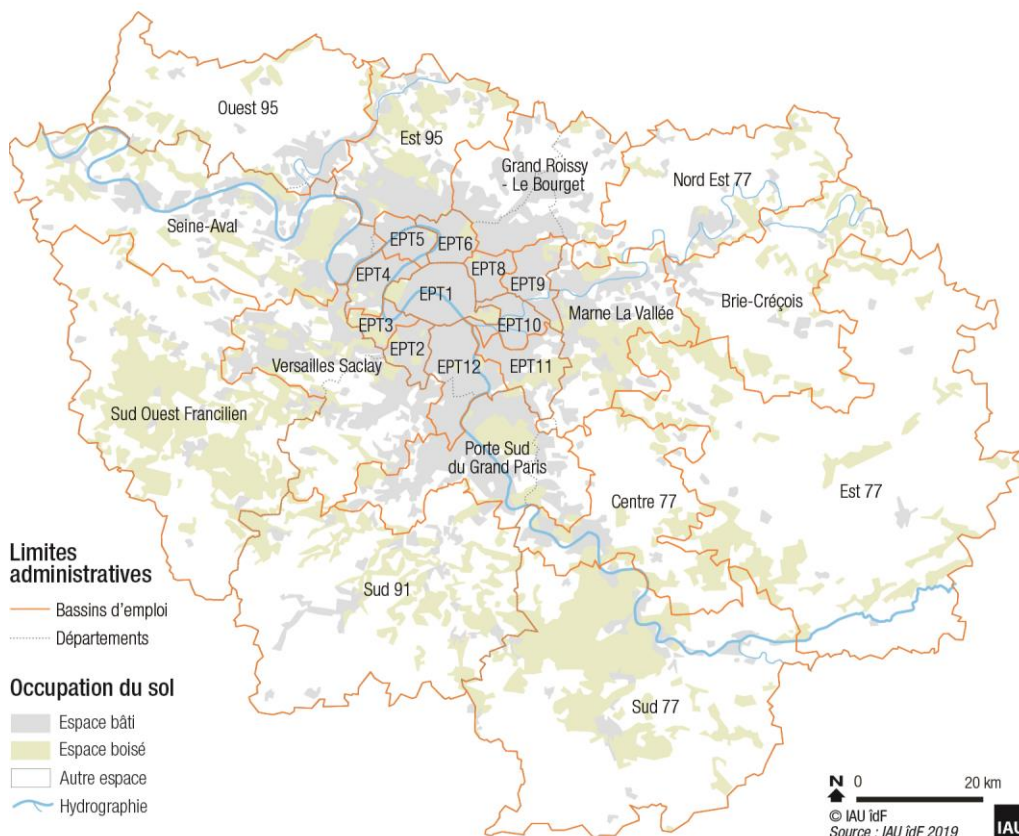 Ouest 95
Est 95
Grand Roissy
- Le Bourget
Nord Est 77
Seine-Aval
EPT5
EPT6
EPT4
EPT8
EPT9
EPT1
Brie-Créçois
EPT3
EPT10
Marne La Vallée
EPT2
Versailles Saclay
EPT12
EPT11
Sud Ouest Francilien
Porte Sud
du Grand Paris
Centre 77
Est 77
Sud 91
Sud 77
Limites
administratives
Bassins d'emploi
Départements
Occupation du sol
Espace bâti
Espace boisé
Autre espace
Hydrographie
N 0 20 km
© IAU îdF
Source : IAU îdF 2019
IAU